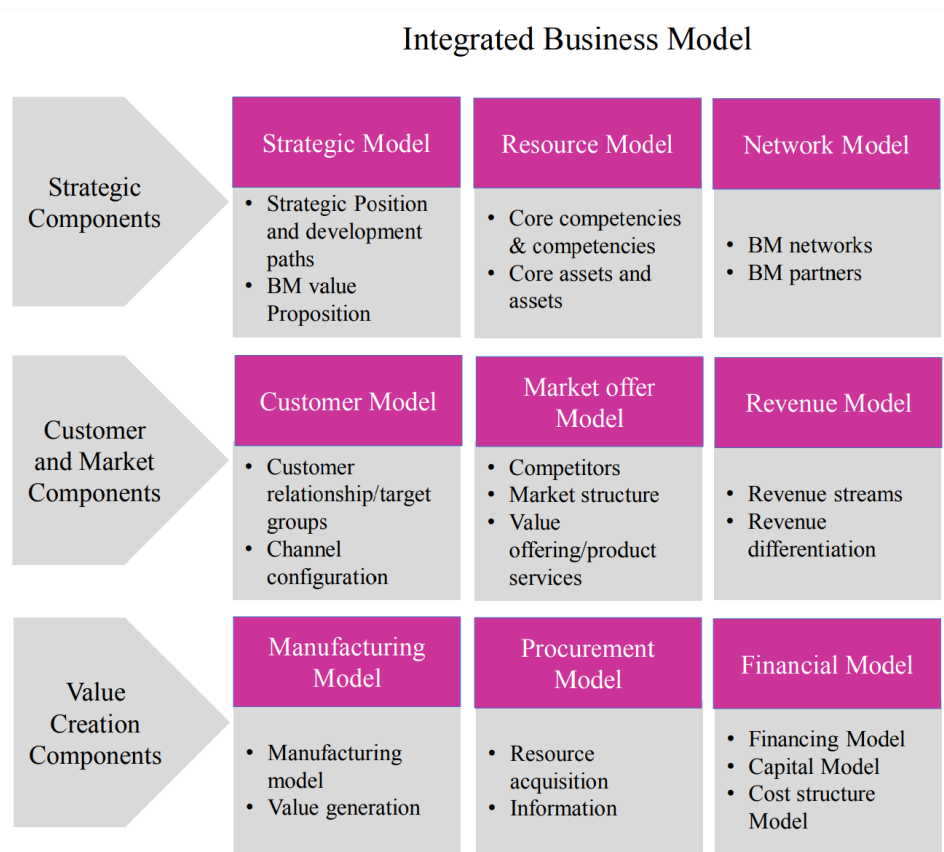 Integrated Business Model
Strategic
Components
Strategic Model
• Strategic Position
and development
paths
• BM value
Proposition
Resource Model
• Core competencies
& competencies
• Core assets and
assets
Network Model
• BM networks
• BM partners
Customer
and Market
Components
Customer Model
• Customer
relationship/target
groups
• Channel
configuration
Market offer
Model
• Competitors
• Market structure
• Value
offering/product
services
Revenue Model
• Revenue streams
• Revenue
differentiation
Value
Creation
Components
Manufacturing
Model
• Manufacturing
model
• Value generation
Procurement
Model
• Resource
acquisition
• Information
Financial Model
• Financing Model
• Capital Model
• Cost structure
Model